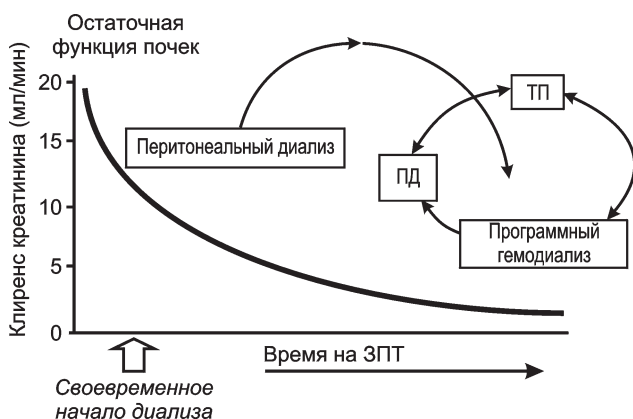 Остаточная
функция почек
Клиренс креатинина (мл/мин)
20
15
10
5
0
Перитонеальный диализ
ТП
ПД
Программный
гемодиализ
Время на ЗПТ
Своевременное
начало диализа